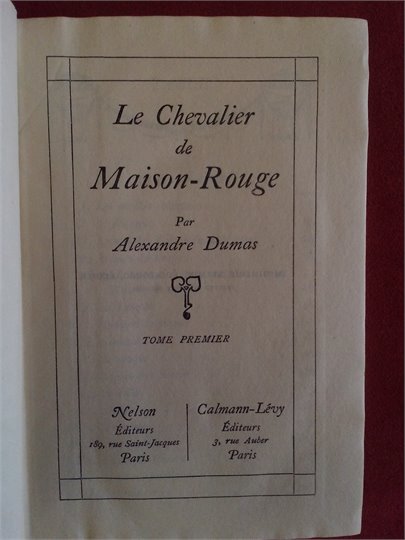 Le Chevalier
de
Maison-Rouge
Par
Alexandre Dumas
TOME PREMIER
Nelson
Éditeurs
189, rue Saint-Jacques
Paris
Calmann-Lévy
Éditeurs
3, rue Auber
Paris